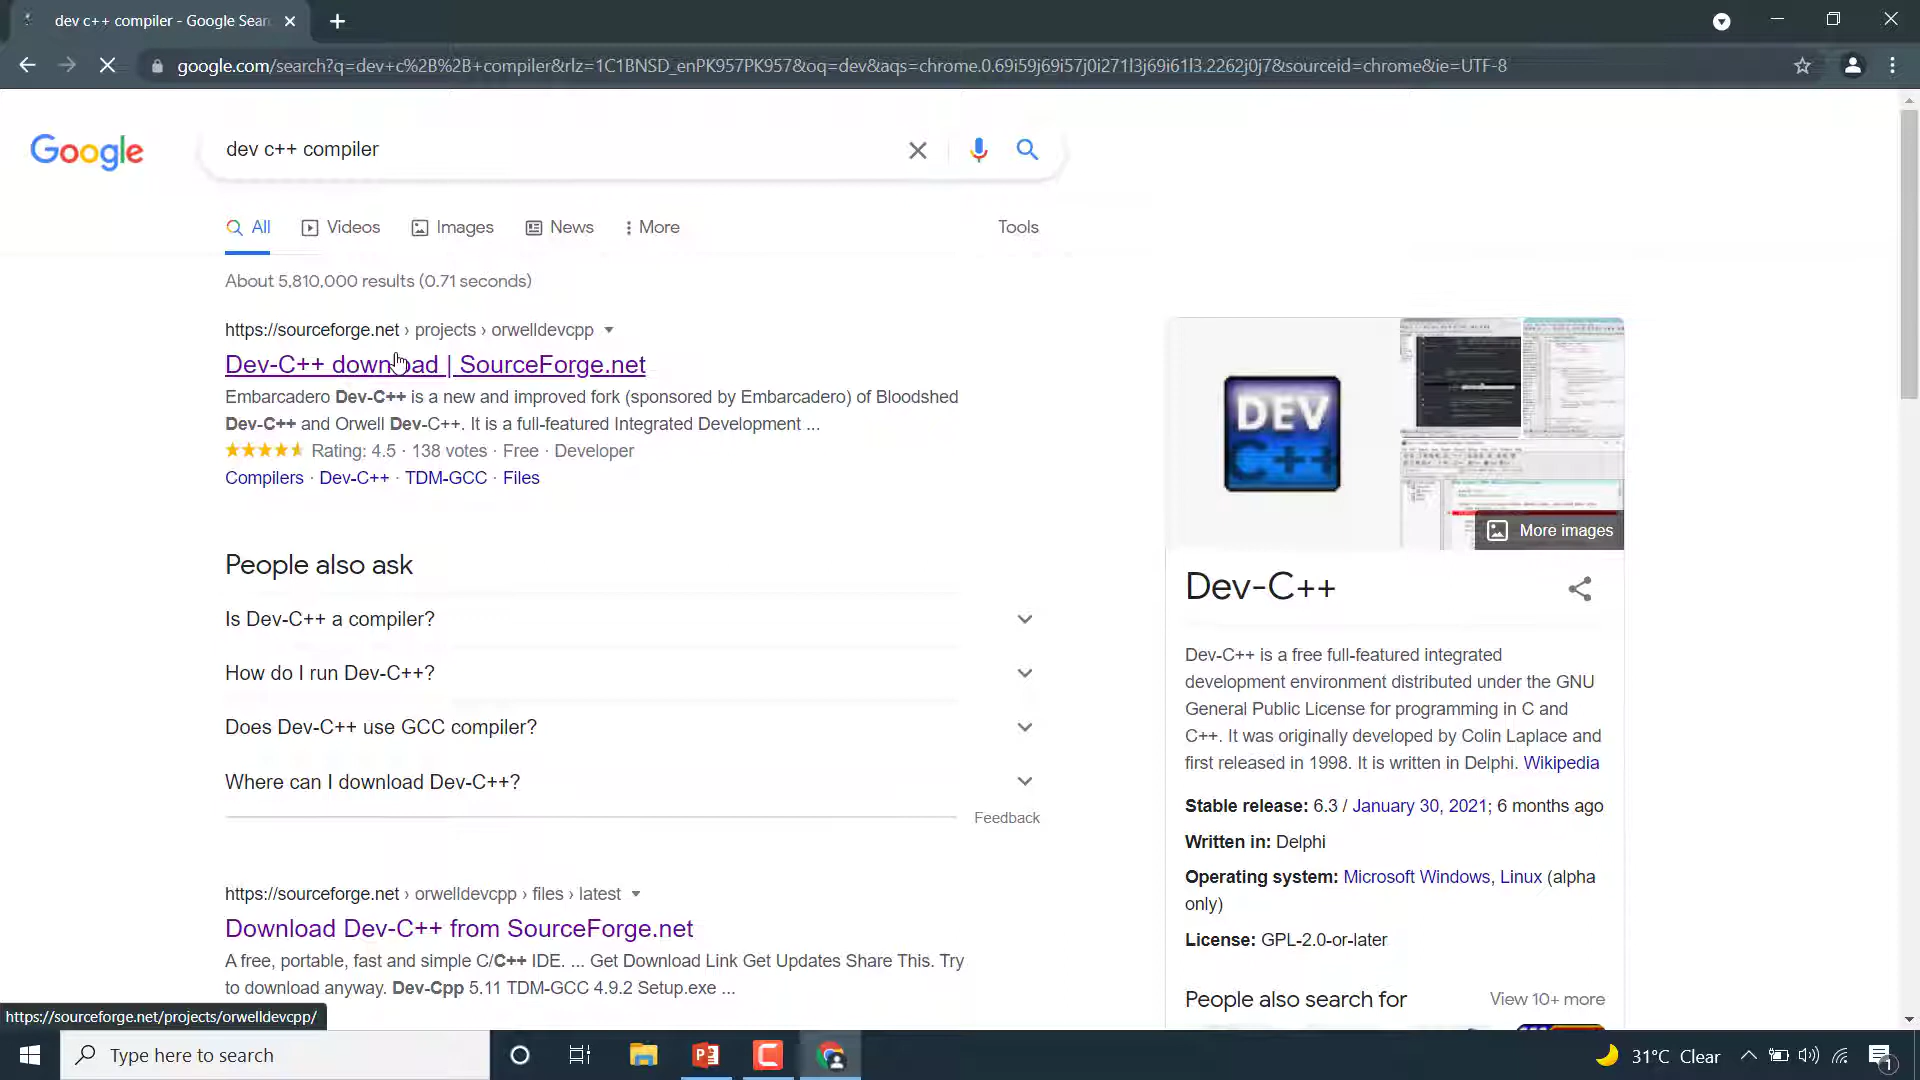 dev c++ compiler - Google Sear
google.com/search?q=dev+c%2B%2B+compiler&rlz=1C1BNSD_enPK957PK957&oq=dev&aqs=chrome.0.69i59j69i57j0i271l3j69i61l3.2262j0j7&sourceid=chrome&ie=UTF-8
Google
dev c++ compiler
All Videos Images News More Tools
About 5,810,000 results (0.71 seconds)
https://sourceforge.net › projects › orwelldevcpp
Dev-C++ download | SourceForge.net
Embarcadero Dev-C++ is a new and improved fork (sponsored by Embarcadero) of Bloodshed
Dev-C++ and Orwell Dev-C++. It is a full-featured Integrated Development ...
Rating: 4.5 · 138 votes · Free · Developer
Compilers · Dev-C++ · TDM-GCC · Files
People also ask
Is Dev-C++ a compiler?
How do I run Dev-C++?
Does Dev-C++ use GCC compiler?
Where can I download Dev-C++?
Feedback
https://sourceforge.net › orwelldevcpp › files › latest
Download Dev-C++ from SourceForge.net
A free, portable, fast and simple C/C++ IDE. ... Get Download Link Get Updates Share This. Try
to download anyway. Dev-Cpp 5.11 TDM-GCC 4.9.2 Setup.exe ...
DEV
C++
More images
Dev-C++
Dev-C++ is a free full-featured integrated
development environment distributed under the GNU
General Public License for programming in C and
C++. It was originally developed by Colin Laplace and
first released in 1998. It is written in Delphi. Wikipedia
Stable release: 6.3 / January 30, 2021; 6 months ago
Written in: Delphi
Operating system: Microsoft Windows, Linux (alpha
only)
License: GPL-2.0-or-later
People also search for View 10+ more
https://sourceforge.net/projects/orwelldevcpp/
Type here to search
31°C Clear
1